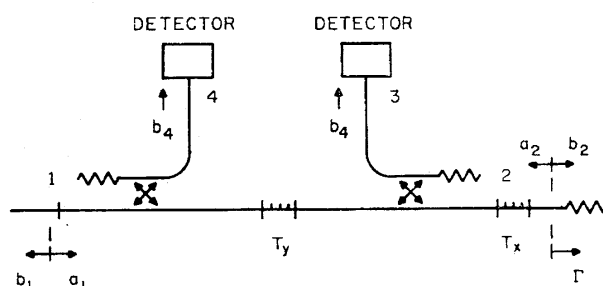 DETECTOR DETECTOR
4 3
b4 b4
1 2
a2 b2
Ty Tx
b1 a1 Γ